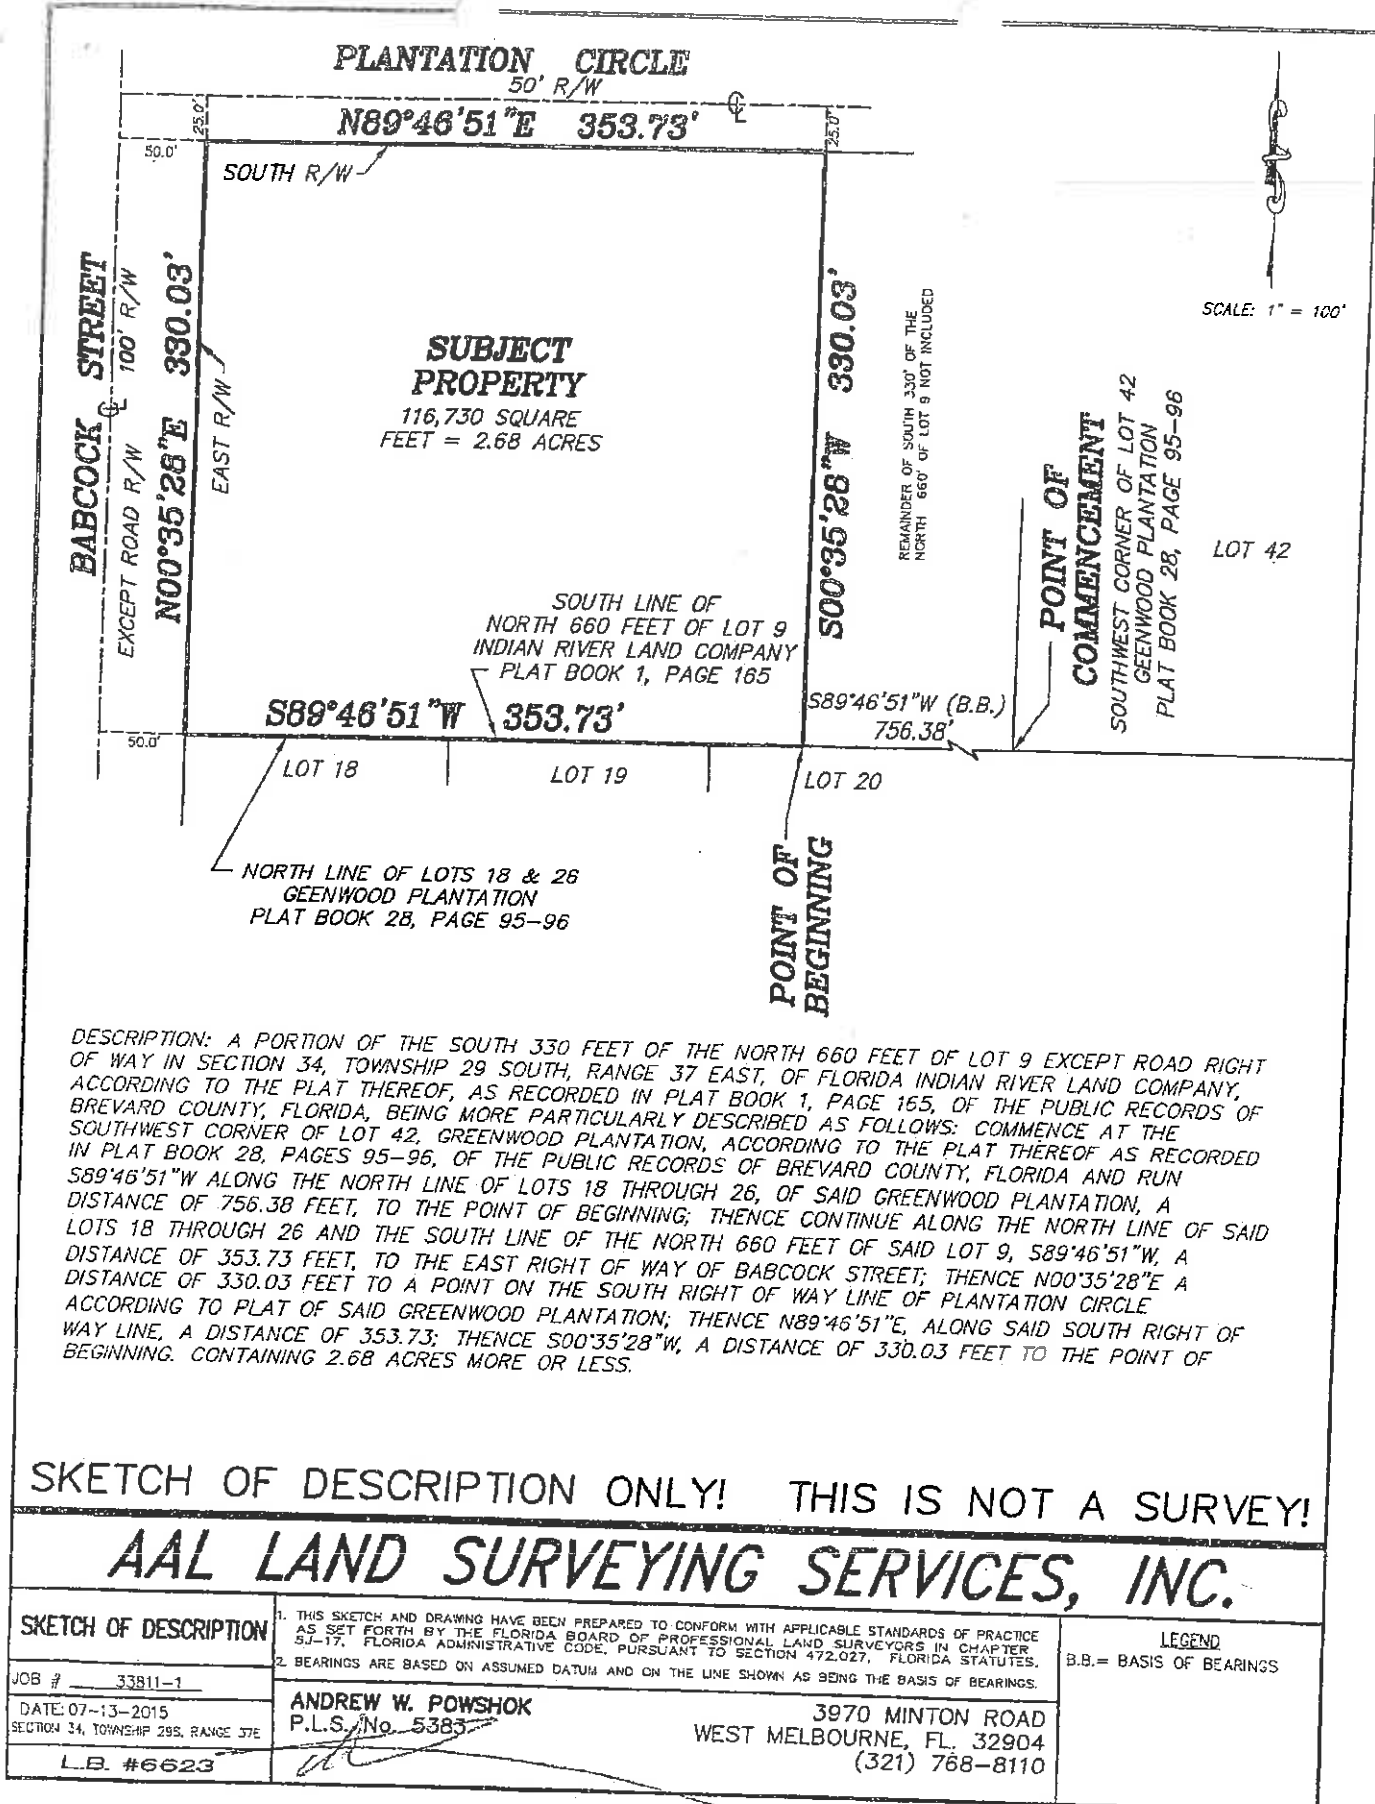 PLANTATION CIRCLE
50' R/W
25.0'
N89°46'51"E 353.73'
℄
25.0'
50.0'
SOUTH R/W
BABCOCK STREET
℄ 100' R/W
EXCEPT ROAD R/W
N00°35'28"E 330.03'
EAST R/W
SUBJECT
PROPERTY
116,730 SQUARE
FEET = 2.68 ACRES
S00°35'28"W 330.03'
REMAINDER OF SOUTH 330' OF THE
NORTH 660' OF LOT 9 NOT INCLUDED
SCALE: 1" = 100'
POINT OF
COMMENCEMENT
SOUTHWEST CORNER OF LOT 42
GEENWOOD PLANTATION
PLAT BOOK 28, PAGE 95-96
LOT 42
SOUTH LINE OF
NORTH 660 FEET OF LOT 9
INDIAN RIVER LAND COMPANY
PLAT BOOK 1, PAGE 165
S89°46'51"W 353.73'
S89°46'51"W (B.B.)
756.38'
50.0'
LOT 18
LOT 19
LOT 20
NORTH LINE OF LOTS 18 & 26
GEENWOOD PLANTATION
PLAT BOOK 28, PAGE 95-96
POINT OF
BEGINNING
DESCRIPTION: A PORTION OF THE SOUTH 330 FEET OF THE NORTH 660 FEET OF LOT 9 EXCEPT ROAD RIGHT
OF WAY IN SECTION 34, TOWNSHIP 29 SOUTH, RANGE 37 EAST, OF FLORIDA INDIAN RIVER LAND COMPANY,
ACCORDING TO THE PLAT THEREOF, AS RECORDED IN PLAT BOOK 1, PAGE 165, OF THE PUBLIC RECORDS OF
BREVARD COUNTY, FLORIDA, BEING MORE PARTICULARLY DESCRIBED AS FOLLOWS: COMMENCE AT THE
SOUTHWEST CORNER OF LOT 42, GREENWOOD PLANTATION, ACCORDING TO THE PLAT THEREOF AS RECORDED
IN PLAT BOOK 28, PAGES 95-96, OF THE PUBLIC RECORDS OF BREVARD COUNTY, FLORIDA AND RUN
S89°46'51"W ALONG THE NORTH LINE OF LOTS 18 THROUGH 26, OF SAID GREENWOOD PLANTATION, A
DISTANCE OF 756.38 FEET, TO THE POINT OF BEGINNING; THENCE CONTINUE ALONG THE NORTH LINE OF SAID
LOTS 18 THROUGH 26 AND THE SOUTH LINE OF THE NORTH 660 FEET OF SAID LOT 9, S89°46'51"W, A
DISTANCE OF 353.73 FEET, TO THE EAST RIGHT OF WAY OF BABCOCK STREET; THENCE N00°35'28"E A
DISTANCE OF 330.03 FEET TO A POINT ON THE SOUTH RIGHT OF WAY LINE OF PLANTATION CIRCLE
ACCORDING TO PLAT OF SAID GREENWOOD PLANTATION; THENCE N89°46'51"E, ALONG SAID SOUTH RIGHT OF
WAY LINE, A DISTANCE OF 353.73; THENCE S00°35'28"W, A DISTANCE OF 330.03 FEET TO THE POINT OF
BEGINNING. CONTAINING 2.68 ACRES MORE OR LESS.
SKETCH OF DESCRIPTION ONLY! THIS IS NOT A SURVEY!
AAL LAND SURVEYING SERVICES, INC.
SKETCH OF DESCRIPTION
JOB # 33811-1
DATE: 07-13-2015
SECTION 34, TOWNSHIP 29S, RANGE 37E
L.B. #6623
1. THIS SKETCH AND DRAWING HAVE BEEN PREPARED TO CONFORM WITH APPLICABLE STANDARDS OF PRACTICE
AS SET FORTH BY THE FLORIDA BOARD OF PROFESSIONAL LAND SURVEYORS IN CHAPTER
5J-17, FLORIDA ADMINISTRATIVE CODE, PURSUANT TO SECTION 472.027, FLORIDA STATUTES.
2. BEARINGS ARE BASED ON ASSUMED DATUM AND ON THE LINE SHOWN AS BEING THE BASIS OF BEARINGS.
ANDREW W. POWSHOK
P.L.S. No. 5383
3970 MINTON ROAD
WEST MELBOURNE, FL. 32904
(321) 768-8110
LEGEND
B.B.= BASIS OF BEARINGS